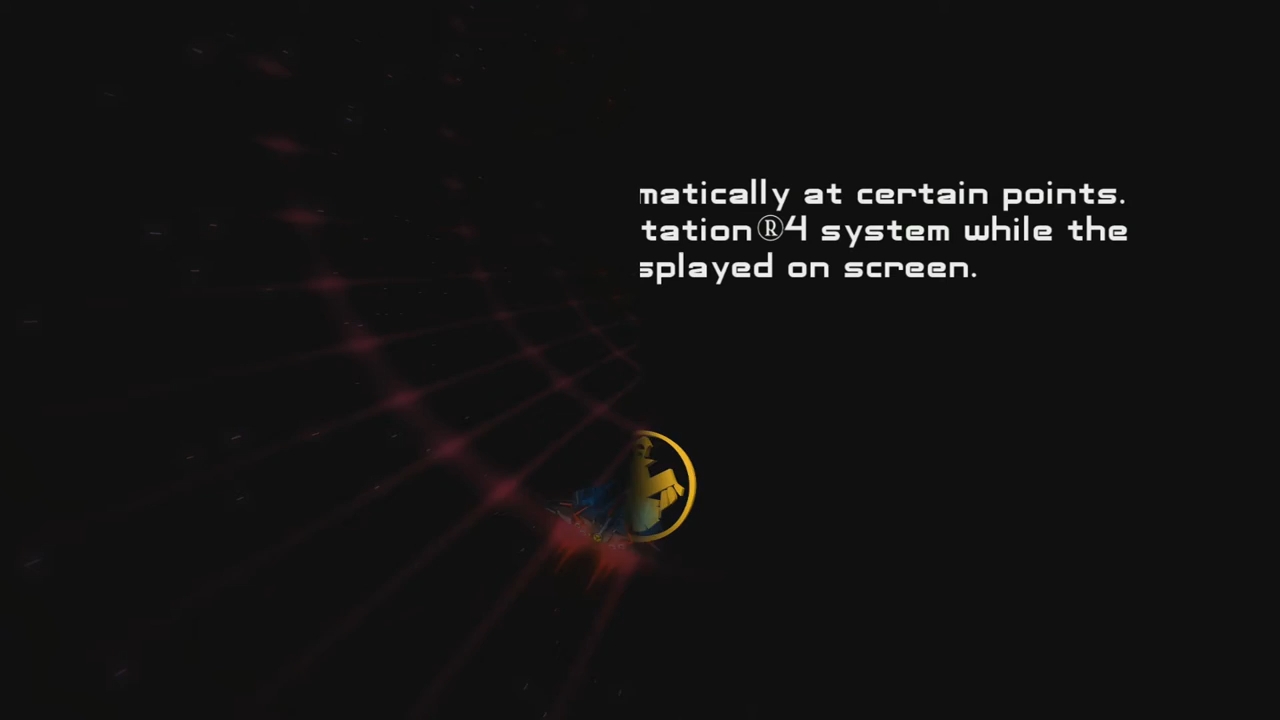 matically at certain points.
tation®4 system while the
splayed on screen.